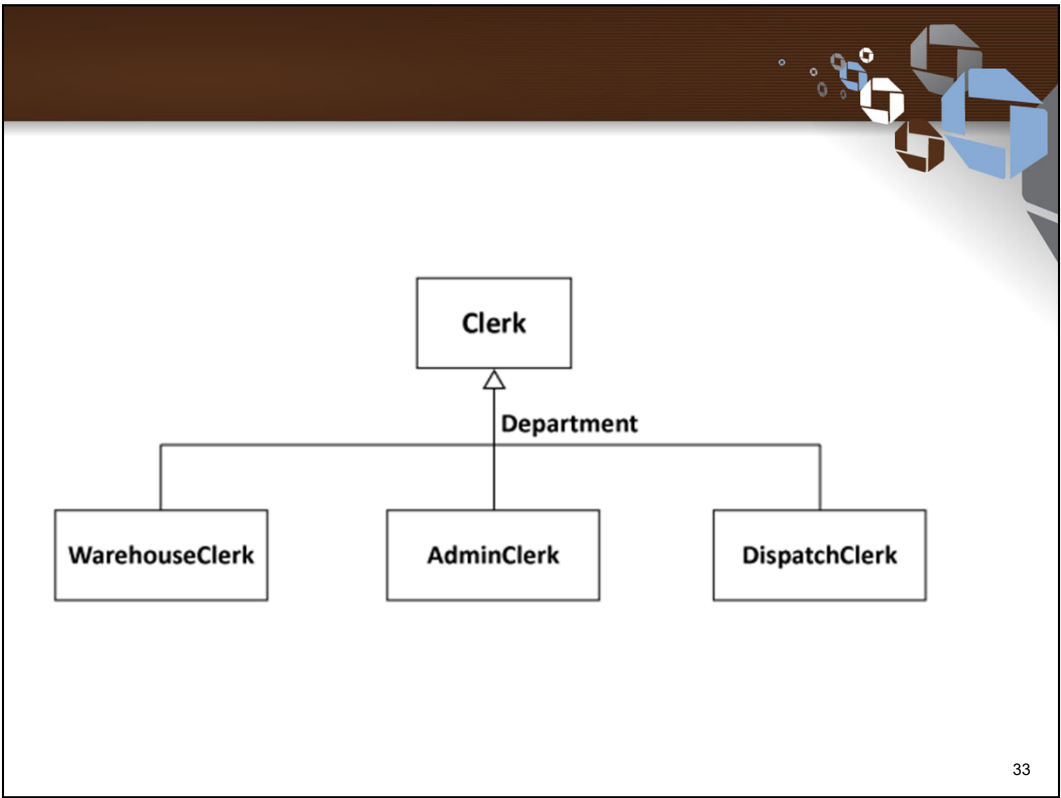 Clerk
Department
WarehouseClerk
AdminClerk
DispatchClerk
33